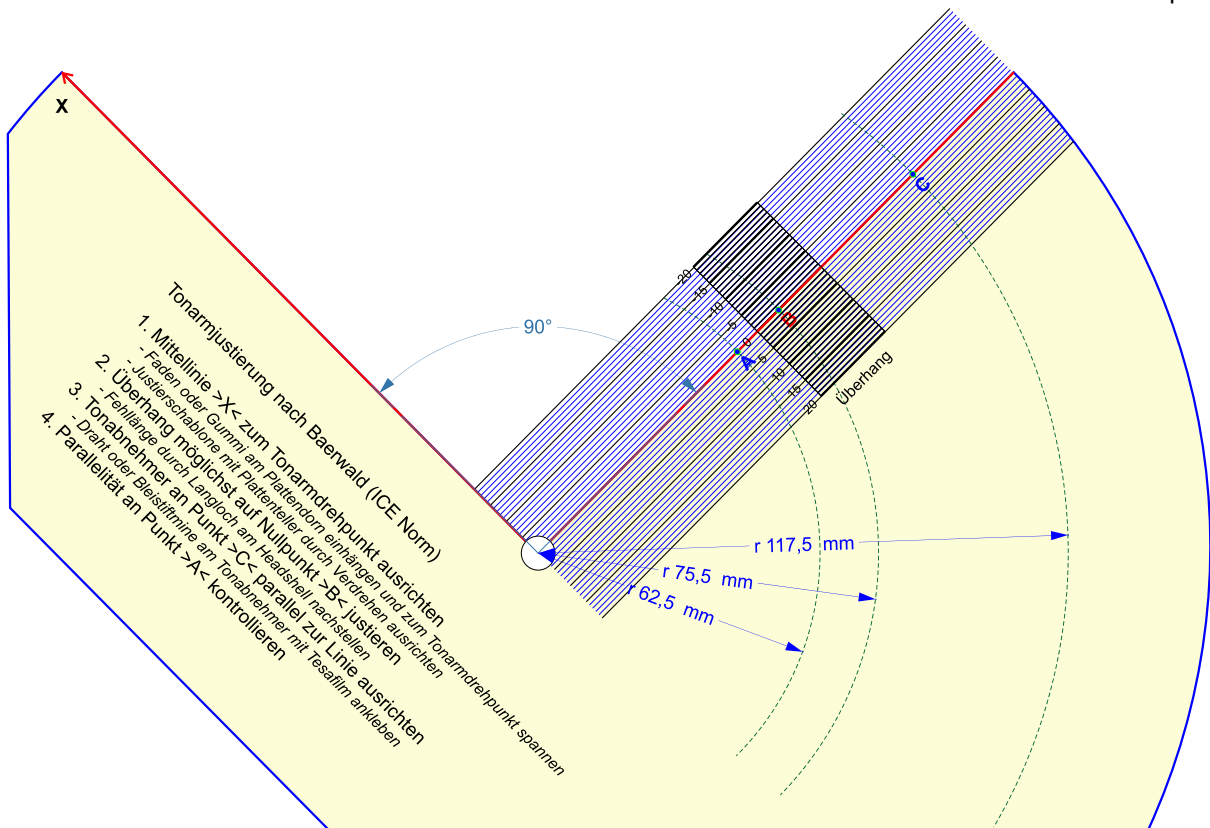 X
90°
C
B
A
-20
-15
-10
-5
0
5
10
15
20
Überhang
r 117,5 mm
r 75,5 mm
r 62,5 mm
Tonarmjustierung nach Baerwald (ICE Norm)
1. Mittellinie >X< zum Tonarmdrehpunkt ausrichten
- Faden oder Gummi am Plattendorn einhängen und zum Tonarmdrehpunkt spannen
- Justierschablone mit Plattenteller durch Verdrehen ausrichten
2. Überhang möglichst auf Nullpunkt >B< justieren
- Fehllänge durch Langloch am Headshell nachstellen
3. Tonabnehmer an Punkt >C< parallel zur Linie ausrichten
- Draht oder Bleistiftmine am Tonabnehmer mit Tesafilm ankleben
4. Parallelität an Punkt >A< kontrollieren